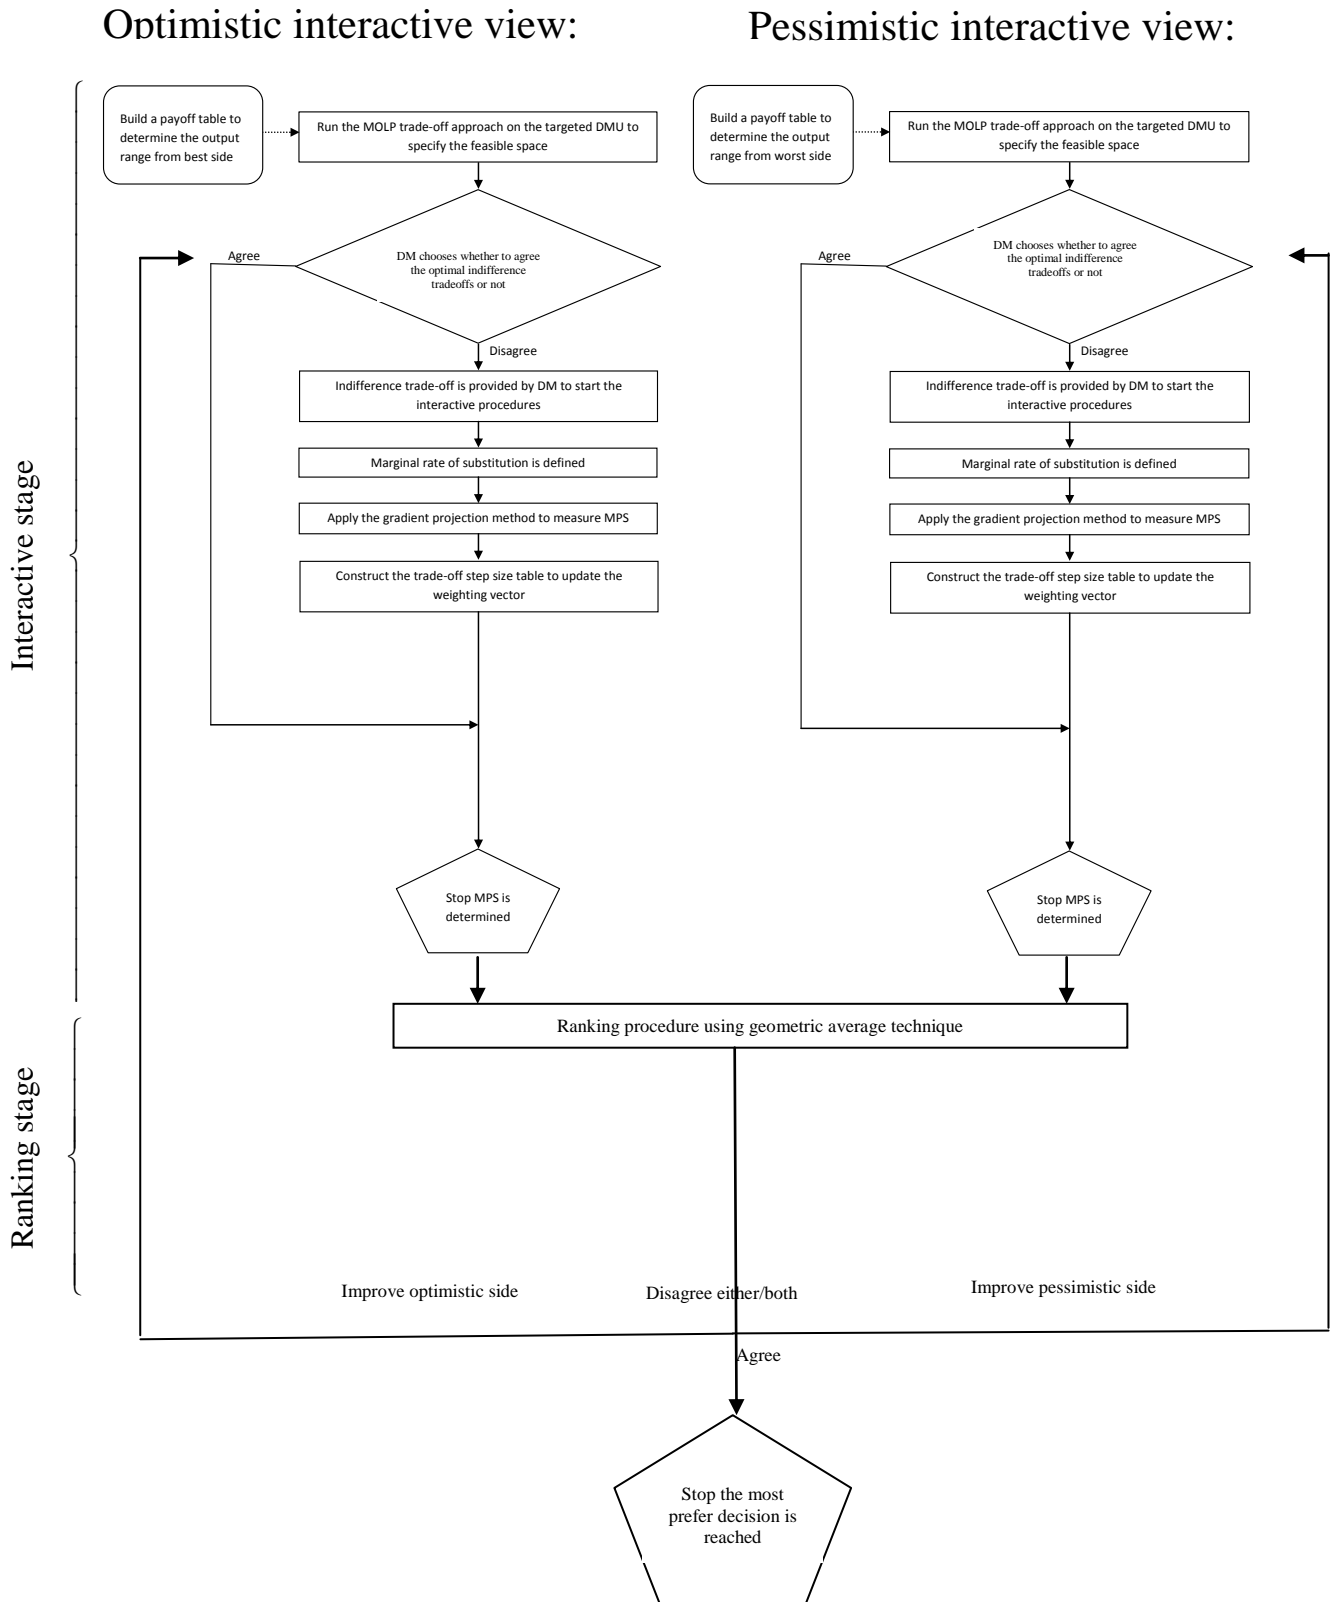 Optimistic interactive view:
Pessimistic interactive view:
Build a payoff table to
determine the output
range from best side
Run the MOLP trade-off approach on the targeted DMU to
specify the feasible space
Agree
DM chooses whether to agree
the optimal indifference
tradeoffs or not
Disagree
Indifference trade-off is provided by DM to start the
interactive procedures
Marginal rate of substitution is defined
Apply the gradient projection method to measure MPS
Construct the trade-off step size table to update the
weighting vector
Stop MPS is
determined
Build a payoff table to
determine the output
range from worst side
Run the MOLP trade-off approach on the targeted DMU to
specify the feasible space
Agree
DM chooses whether to agree
the optimal indifference
tradeoffs or not
Disagree
Indifference trade-off is provided by DM to start the
interactive procedures
Marginal rate of substitution is defined
Apply the gradient projection method to measure MPS
Construct the trade-off step size table to update the
weighting vector
Stop MPS is
determined
Interactive stage
Ranking procedure using geometric average technique
Ranking stage
Improve optimistic side
Disagree either/both
Improve pessimistic side
Agree
Stop the most
prefer decision is
reached